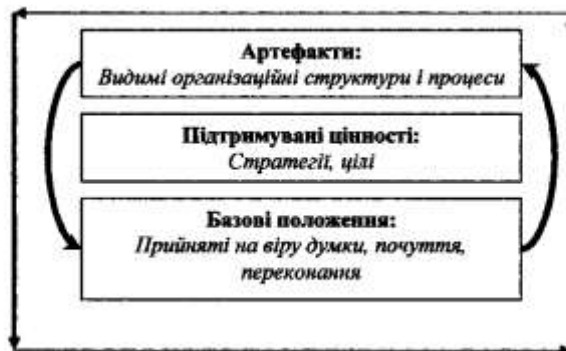 Артефакти:
Видимі організаційні структури і процеси
Підтримувані цінності:
Стратегії, цілі
Базові положення:
Прийняті на віру думки, почуття,
переконання